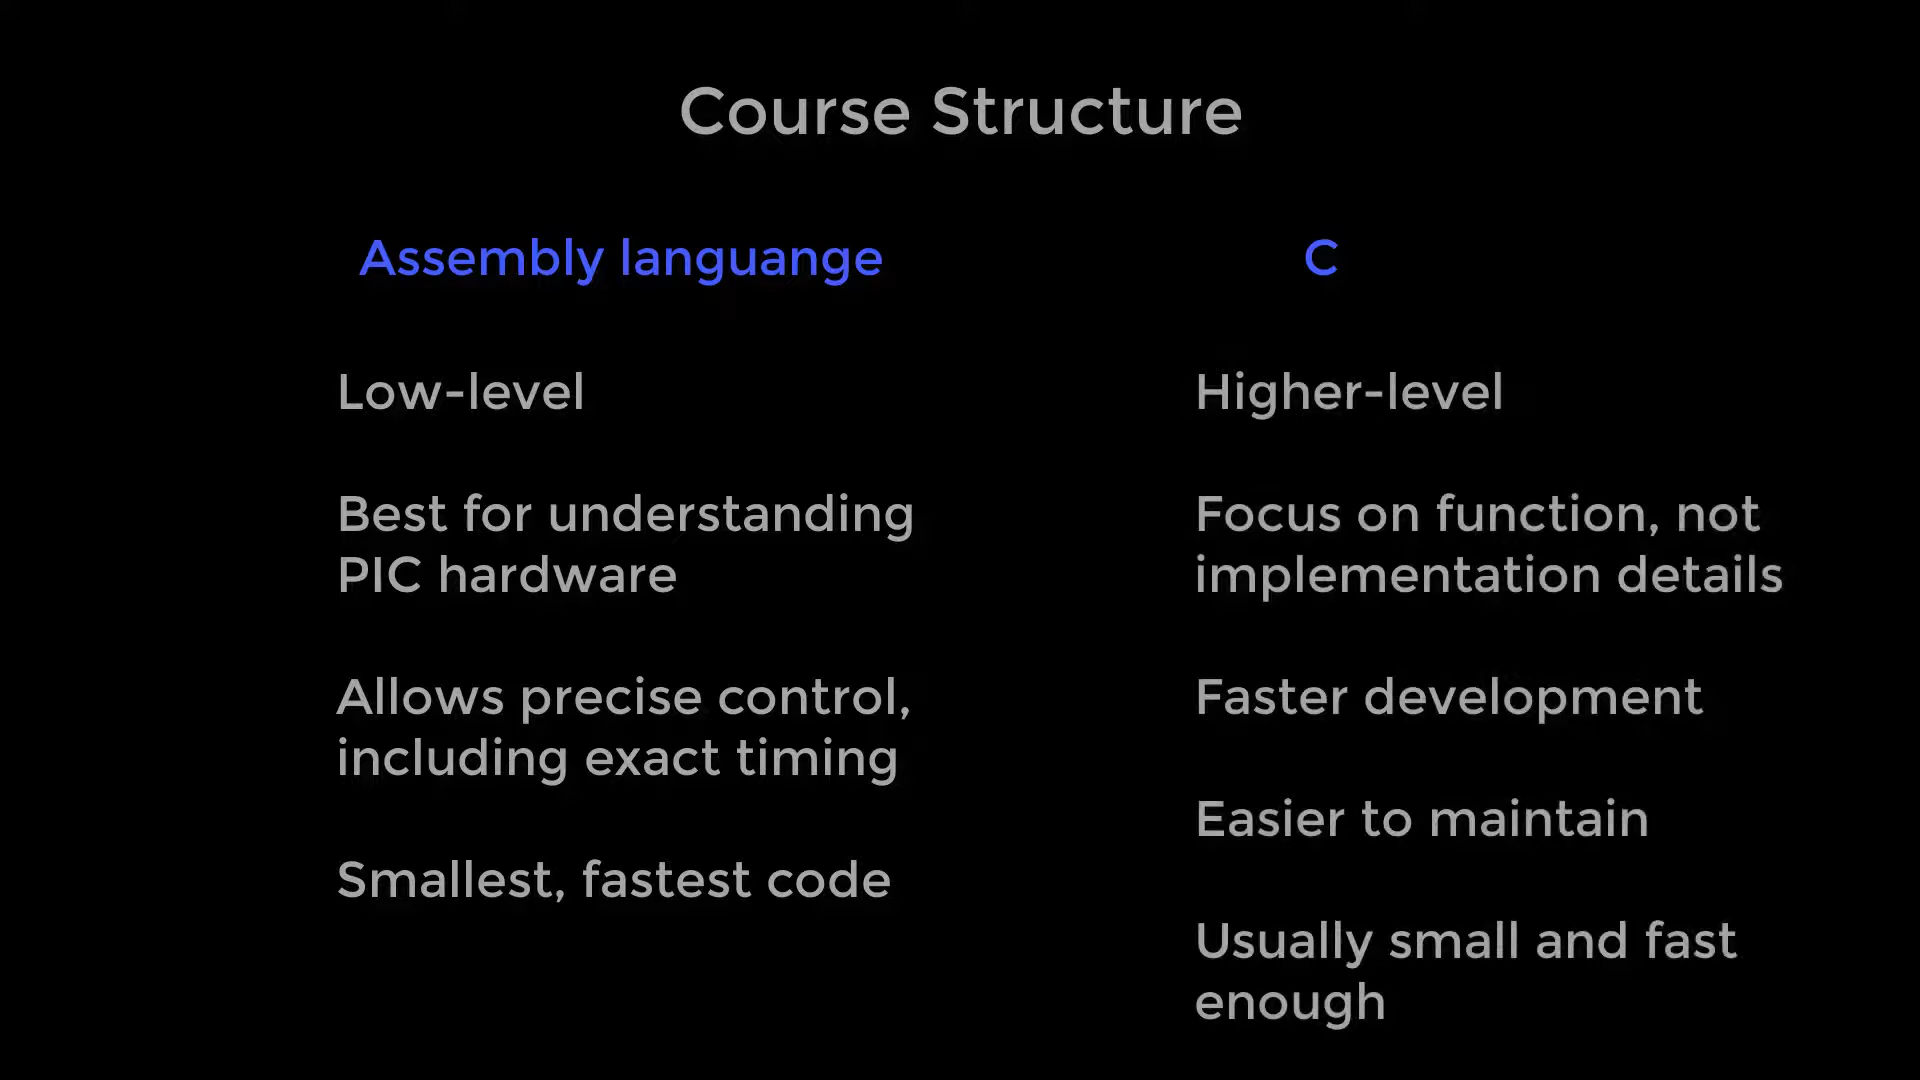 Course Structure
Assembly languange
Low-level
Best for understanding
PIC hardware
Allows precise control,
including exact timing
Smallest, fastest code
C
Higher-level
Focus on function, not
implementation details
Faster development
Easier to maintain
Usually small and fast
enough